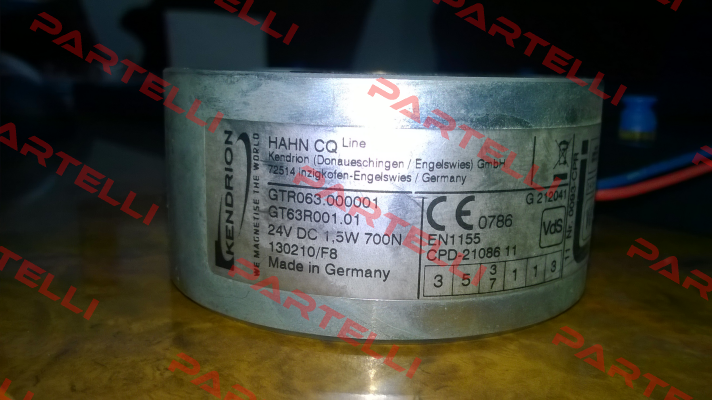 PARTELLI
PARTELLI
PARTELLI
PARTELLI
PARTELLI
PARTELLI
PARTELLI
PARTELLI
PARTELLI
KENDRION
WE MAGNETISE THE WORLD
HAHN CQ Line
Kendrion (Donaueschingen / Engelswies) GmbH
72514 Inzigkofen-Engelswies / Germany
GTR063.000001
GT63R001.01
24V DC 1,5W 700N
130210/F8
Made in Germany
CE 0786
EN1155
CPD-21086 11
3 5 3/7 1 1 3
G 212041
VdS